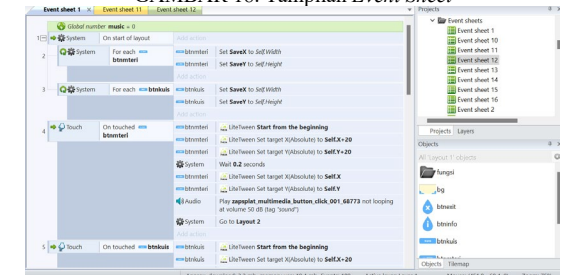 GAMBAR 18. Tampilan Event Sheet
Event sheet 1 × Event sheet 11 Event sheet 12
Projects
Global number music = 0
1 System On start of layout Add action
2 System For each btnmteri
btnmteri Set SaveX to Self.Width
btnmteri Set SaveY to Self.Height
Add action
3 System For each btnkuis
btnkuis Set SaveX to Self.Width
btnkuis Set SaveY to Self.Height
Add action
4 Touch On touched btnmteri
btnmteri LiteTween Start from the beginning
btnmteri LiteTween Set target X(Absolute) to Self.X+20
btnmteri LiteTween Set target X(Absolute) to Self.Y+20
System Wait 0.2 seconds
btnmteri LiteTween Set target X(Absolute) to Self.X
btnmteri LiteTween Set target X(Absolute) to Self.Y
Audio Play zapsplat_multimedia_button_click_001_68773 not looping at volume 50 dB (tag "sound")
System Go to Layout 2
Add action
5 Touch On touched btnkuis
btnkuis LiteTween Start from the beginning
btnkuis LiteTween Set target X(Absolute) to Self.X+20
Event sheets
Event sheet 1
Event sheet 10
Event sheet 11
Event sheet 12
Event sheet 13
Event sheet 14
Event sheet 15
Event sheet 16
Event sheet 2
Projects Layers
Objects
All 'Layout 1' objects
fungsi
bg
btnexit
btninfo
btnkuis
Objects Tilemap